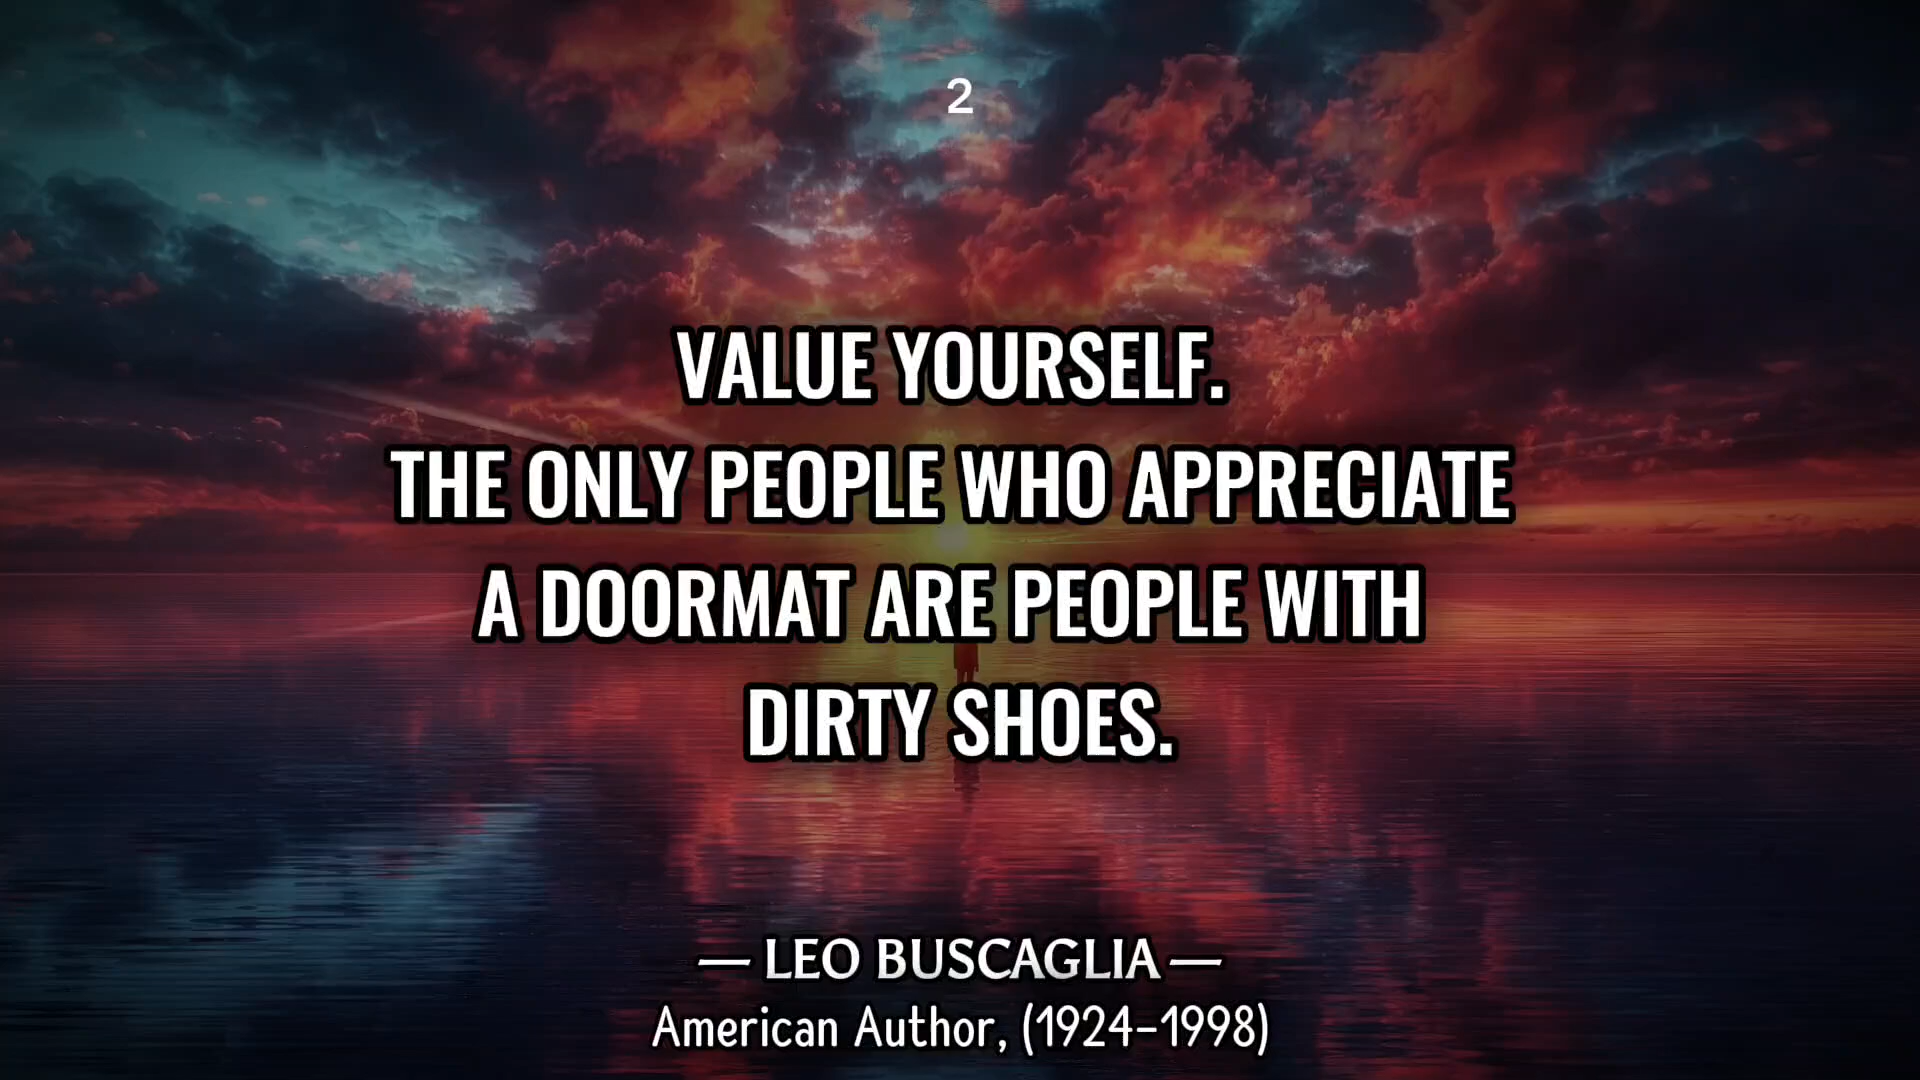 2
VALUE YOURSELF.
THE ONLY PEOPLE WHO APPRECIATE
A DOORMAT ARE PEOPLE WITH
DIRTY SHOES.
— LEO BUSCAGLIA —
American Author, (1924-1998)